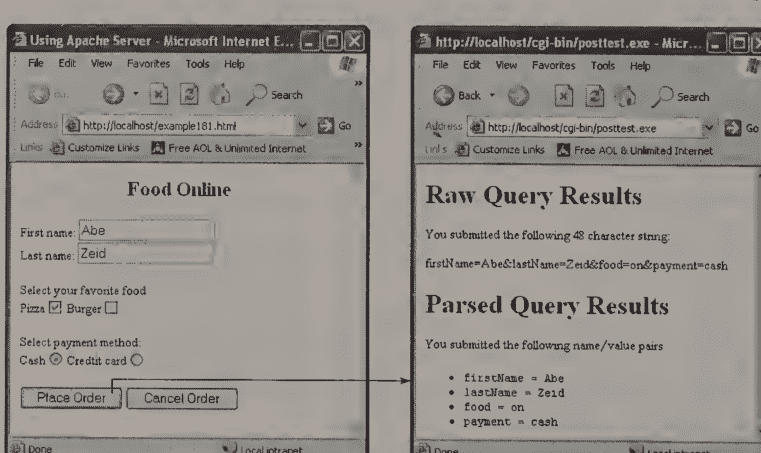 Using Apache Server - Microsoft Internet E...
File Edit View Favorites Tools Help
Search
Address http://localhost/example181.html Go
Links Customize Links Free AOL & Unlimited Internet
Food Online
First name: Abe
Last name: Zeid
Select your favorite food
Pizza Burger
Select payment method:
Cash Credtit card
Place Order Cancel Order
Done Local intranet
http://localhost/cgi-bin/posttest.exe - Micr...
File Edit View Favorites Tools Help
Back Search
Address http://localhost/cgi-bin/posttest.exe Go
Links Customize Links Free AOL & Unlimited Internet
Raw Query Results
You submitted the following 48 character string:
firstName=Abe&lastName=Zeid&food=on&payment=cash
Parsed Query Results
You submitted the following name/value pairs
• firstName = Abe
• lastName = Zeid
• food = on
• payment = cash
Done Local intranet